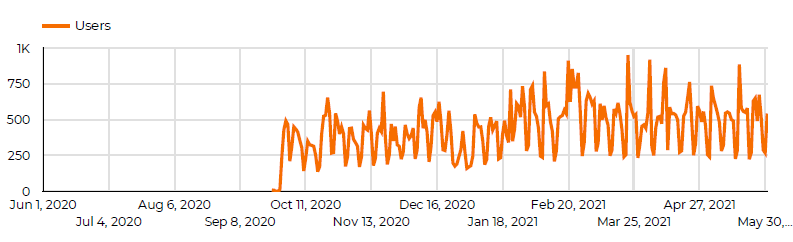 Users
1K
750
500
250
0
Jun 1, 2020 Aug 6, 2020 Oct 11, 2020 Dec 16, 2020 Feb 20, 2021 Apr 27, 2021
Jul 4, 2020 Sep 8, 2020 Nov 13, 2020 Jan 18, 2021 Mar 25, 2021 May 30,...